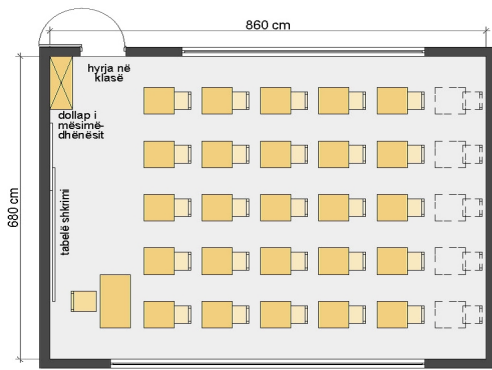 860 cm
hyrja në
klasë
dollap i
mësimë-
dhënësit
680 cm
tabelë shkrimi